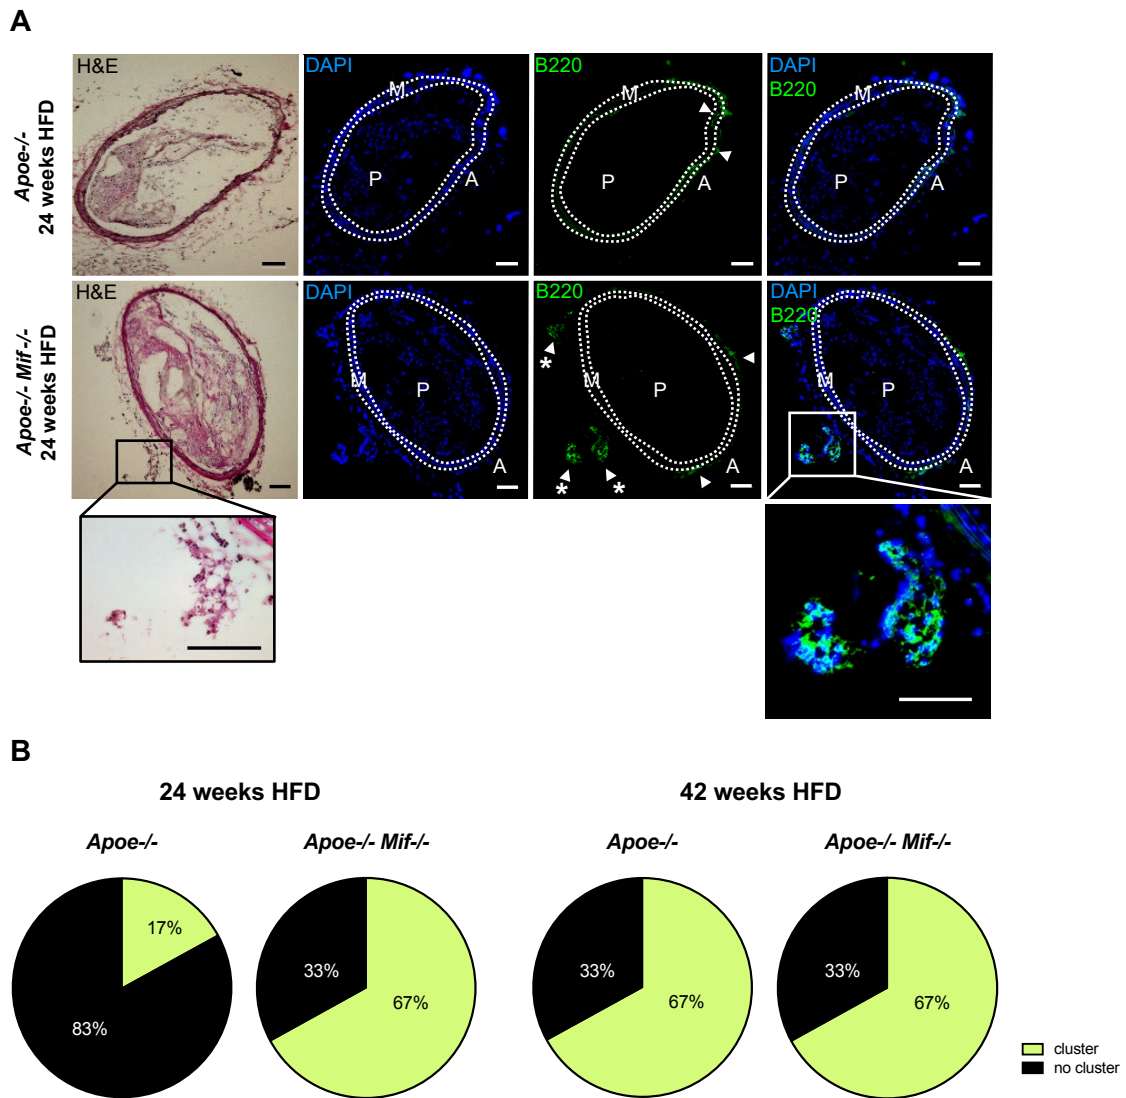 A
Apoe-/-
24 weeks HFD
H&E
DAPI
M
P
A
B220
M
P
A
DAPI
B220
M
P
A
Apoe-/- Mif-/-
24 weeks HFD
H&E
DAPI
M
P
A
B220
M
P
A
*
*
*
DAPI
B220
M
P
A
B
24 weeks HFD
42 weeks HFD
Apoe-/-
Apoe-/- Mif-/-
Apoe-/-
Apoe-/- Mif-/-
17%
83%
33%
67%
33%
67%
33%
67%
cluster
no cluster